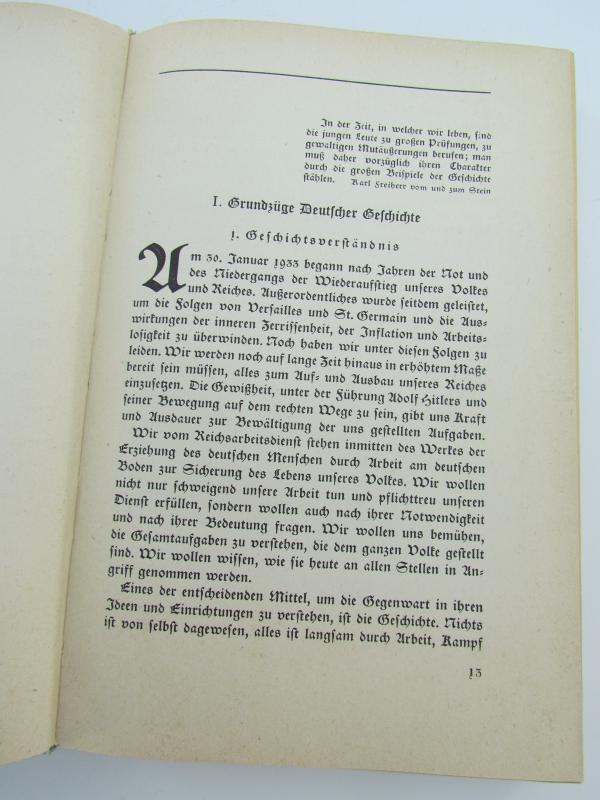 In der Zeit, in welcher wir leben, sind
die jungen Leute zu großen Prüfungen, zu
gewaltigen Mutäußerungen berufen; man
muß daher vorzüglich ihren Charakter
durch die großen Beispiele der Geschichte
stählen. Karl Freiherr vom und zum Stein
I. Grundzüge Deutscher Geschichte
1. Geschichtsverständnis
Am 30. Januar 1933 begann nach Jahren der Not und
des Niedergangs der Wiederaufstieg unseres Volkes
und Reiches. Außerordentliches wurde seitdem geleistet,
um die Folgen von Versailles und St. Germain und die Aus-
wirkungen der inneren Zerrissenheit, der Inflation und Arbeits-
losigkeit zu überwinden. Noch haben wir unter diesen Folgen zu
leiden. Wir werden noch auf lange Zeit hinaus in erhöhtem Maße
bereit sein müssen, alles zum Auf- und Ausbau unseres Reiches
einzusetzen. Die Gewißheit, unter der Führung Adolf Hitlers und
seiner Bewegung auf dem rechten Wege zu sein, gibt uns Kraft
und Ausdauer zur Bewältigung der uns gestellten Aufgaben.
Wir vom Reichsarbeitsdienst stehen inmitten des Werkes der
Erziehung des deutschen Menschen durch Arbeit am deutschen
Boden zur Sicherung des Lebens unseres Volkes. Wir wollen
nicht nur schweigend unsere Arbeit tun und pflichttreu unseren
Dienst erfüllen, sondern wollen auch nach ihrer Notwendigkeit
und nach ihrer Bedeutung fragen. Wir wollen uns bemühen,
die Gesamtaufgaben zu verstehen, die dem ganzen Volke gestellt
sind. Wir wollen wissen, wie sie heute an allen Stellen in An-
griff genommen werden.
Eines der entscheidenden Mittel, um die Gegenwart in ihren
Ideen und Einrichtungen zu verstehen, ist die Geschichte. Nichts
ist von selbst dagewesen, alles ist langsam durch Arbeit, Kampf
13